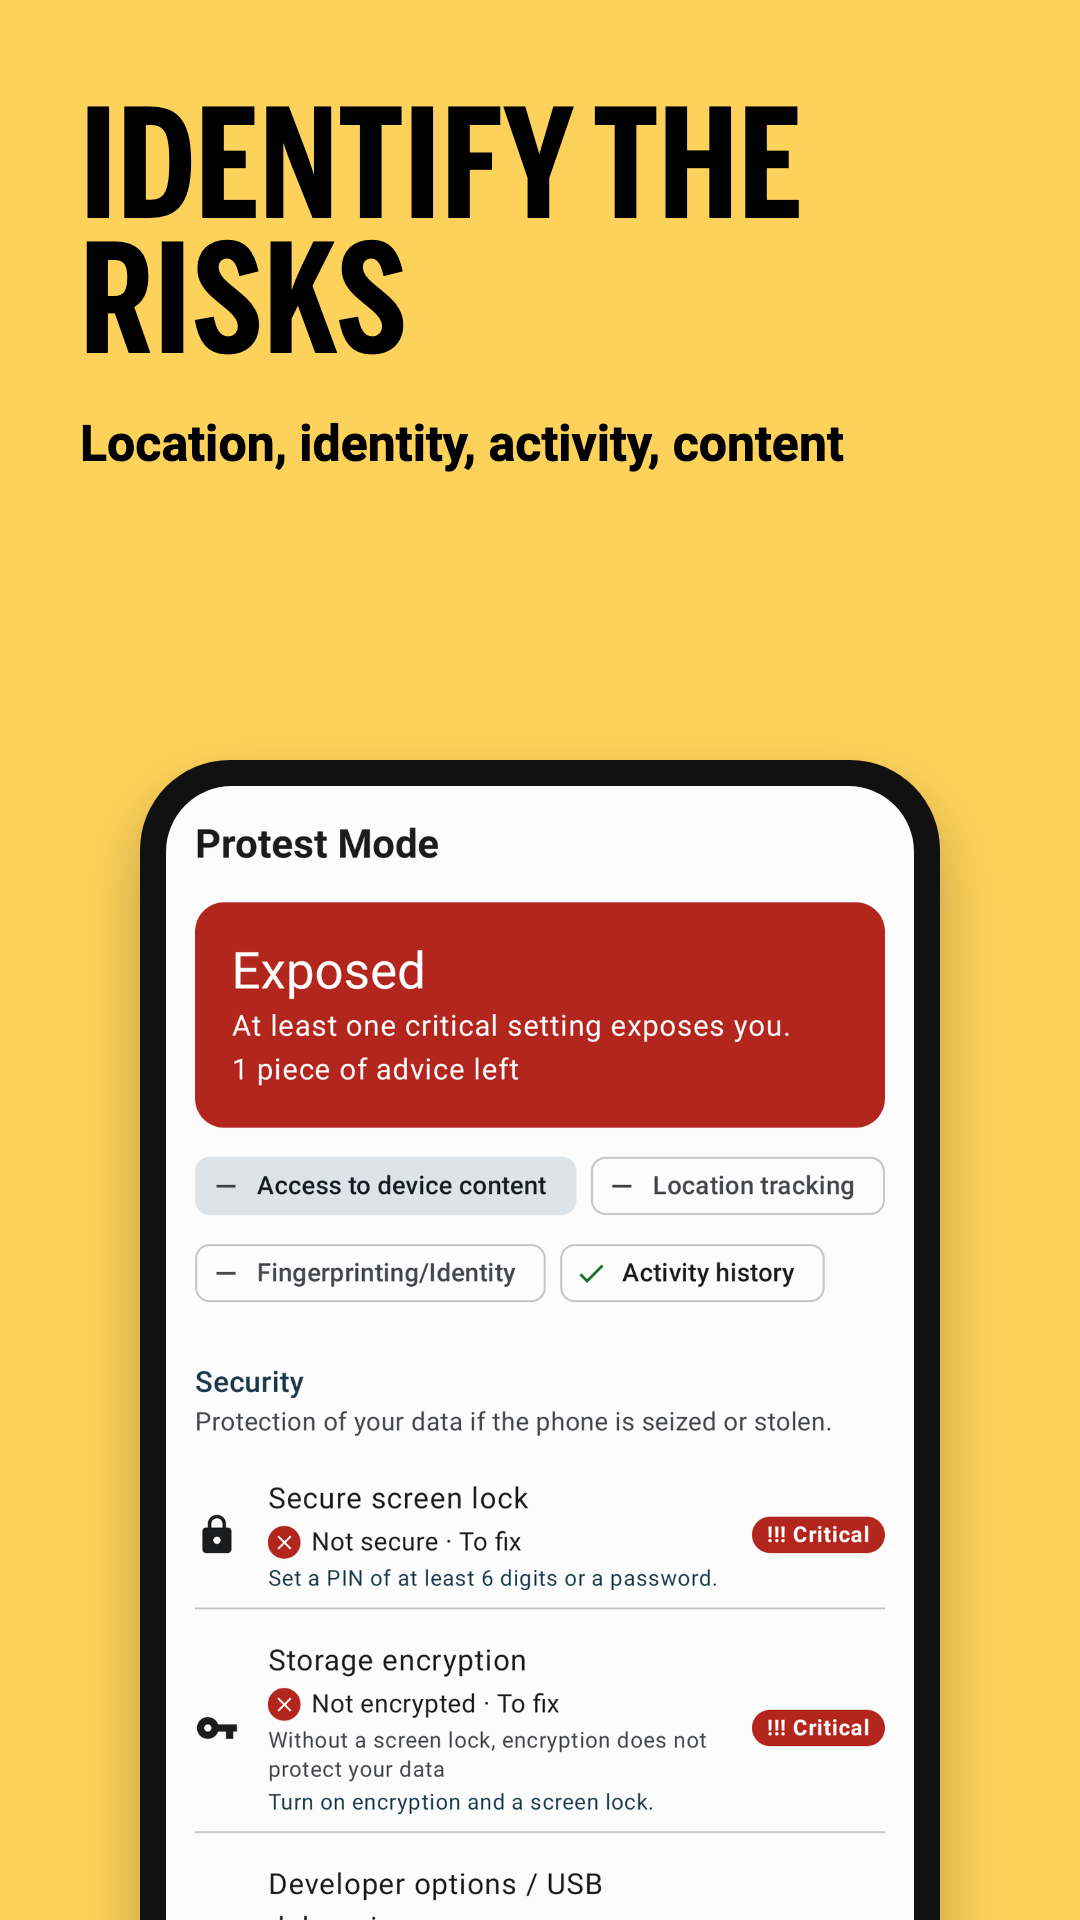 IDENTIFY THE
RISKS
Location, identity, activity, content
Protest Mode
Exposed
At least one critical setting exposes you.
1 piece of advice left
Access to device content
Location tracking
Fingerprinting/Identity
Activity history
Security
Protection of your data if the phone is seized or stolen.
Secure screen lock
Not secure · To fix
!!! Critical
Set a PIN of at least 6 digits or a password.
Storage encryption
Not encrypted · To fix
!!! Critical
Without a screen lock, encryption does not
protect your data
Turn on encryption and a screen lock.
Developer options / USB